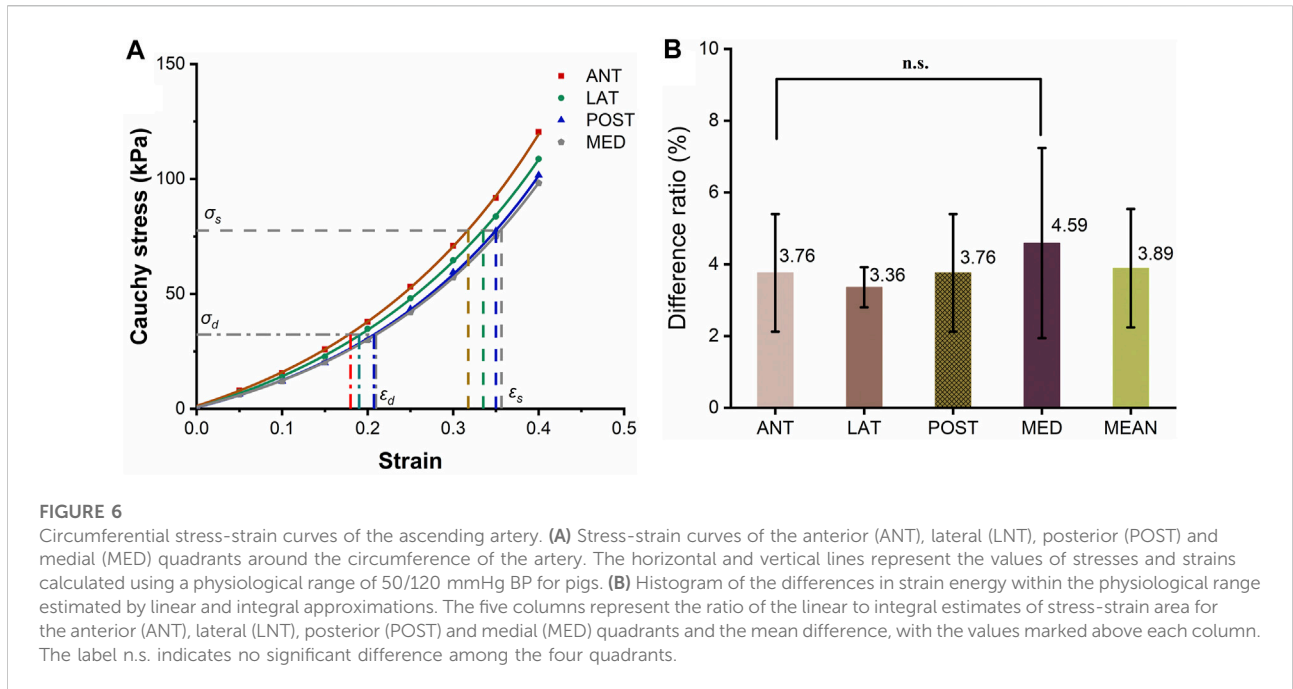 A
150
100
50
0
Cauchy stress (kPa)
σs
σd
εd
εs
ANT
LAT
POST
MED
0.0 0.1 0.2 0.3 0.4 0.5
Strain
B
10
8
6
4
2
0
Difference ratio (%)
n.s.
3.76
3.36
3.76
4.59
3.89
ANT LAT POST MED MEAN
FIGURE 6
Circumferential stress-strain curves of the ascending artery. (A) Stress-strain curves of the anterior (ANT), lateral (LNT), posterior (POST) and
medial (MED) quadrants around the circumference of the artery. The horizontal and vertical lines represent the values of stresses and strains
calculated using a physiological range of 50/120 mmHg BP for pigs. (B) Histogram of the differences in strain energy within the physiological range
estimated by linear and integral approximations. The five columns represent the ratio of the linear to integral estimates of stress-strain area for
the anterior (ANT), lateral (LNT), posterior (POST) and medial (MED) quadrants and the mean difference, with the values marked above each column.
The label n.s. indicates no significant difference among the four quadrants.